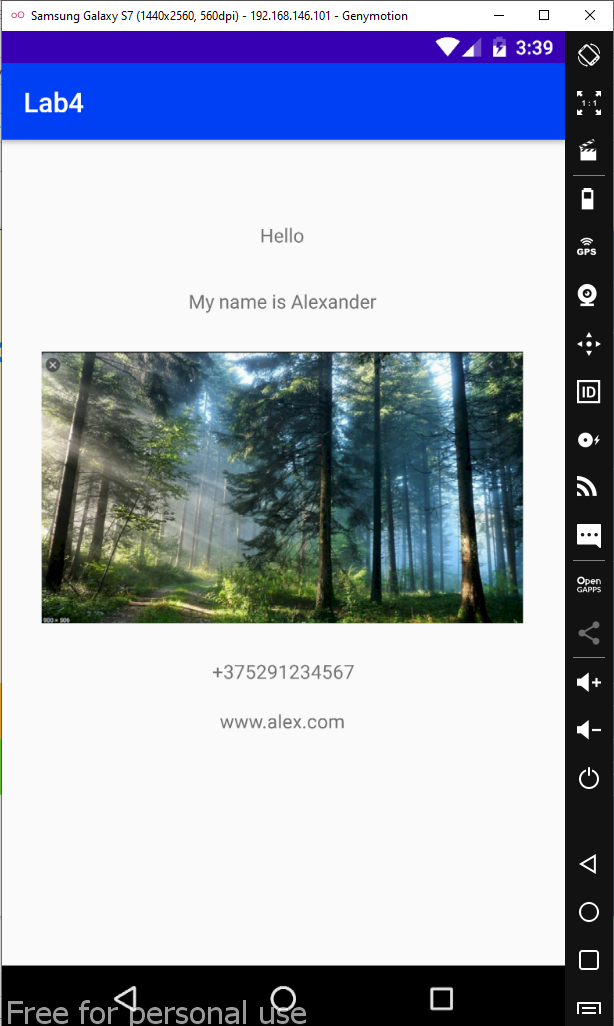 Samsung Galaxy S7 (1440x2560, 560dpi) - 192.168.146.101 - Genymotion
3:39
Lab4
Hello
My name is Alexander
900 × 506
+375291234567
www.alex.com
1:1
GPS
ID
Open
GAPPS
Free for personal use